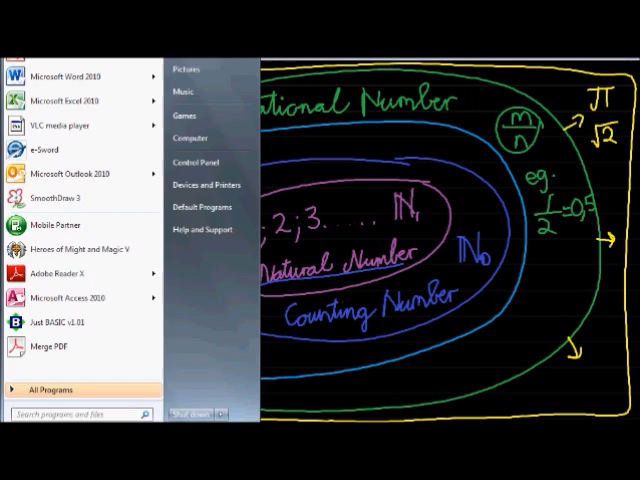 Microsoft Word 2010
Microsoft Excel 2010
VLC media player
e-Sword
Microsoft Outlook 2010
SmoothDraw 3
Mobile Partner
Heroes of Might and Magic V
Adobe Reader X
Microsoft Access 2010
Just BASIC v1.01
Merge PDF
All Programs
Search programs and files
Pictures
Music
Games
Computer
Control Panel
Devices and Printers
Default Programs
Help and Support
Shut down
ational Number
m/n
π
√2
eg.
1/2=0,5
; 2; 3..... ℕ
Natural Number
ℕ₀
Counting Number